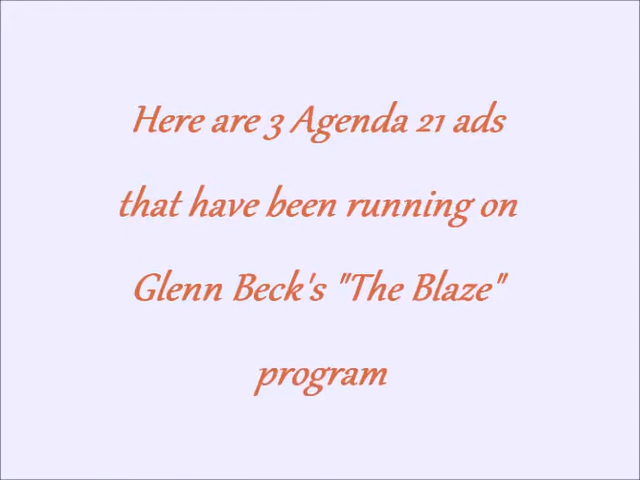 Here are 3 Agenda 21 ads
that have been running on
Glenn Beck's "The Blaze"
program